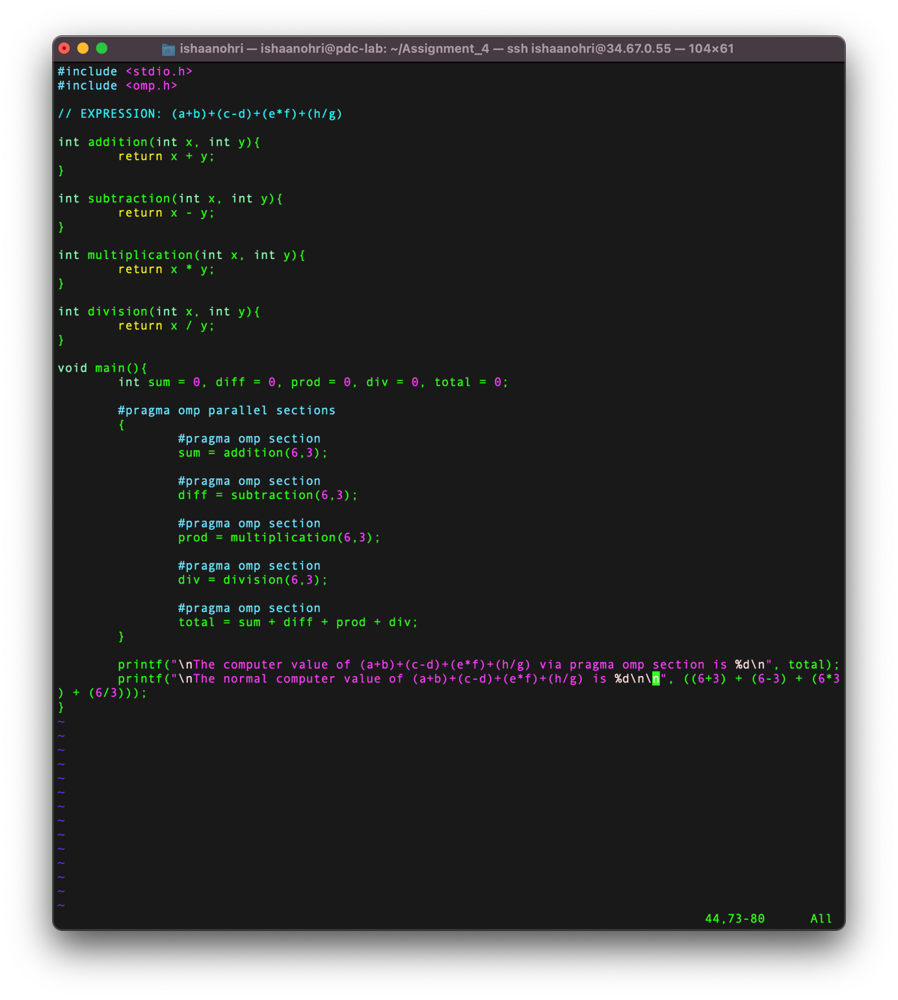 ishaanohri — ishaanohri@pdc-lab: ~/Assignment_4 — ssh ishaanohri@34.67.0.55 — 104×61
#include <stdio.h>
#include <omp.h>

// EXPRESSION: (a+b)+(c-d)+(e*f)+(h/g)

int addition(int x, int y){
        return x + y;
}

int subtraction(int x, int y){
        return x - y;
}

int multiplication(int x, int y){
        return x * y;
}

int division(int x, int y){
        return x / y;
}

void main(){
        int sum = 0, diff = 0, prod = 0, div = 0, total = 0;

        #pragma omp parallel sections
        {
                #pragma omp section
                sum = addition(6,3);

                #pragma omp section
                diff = subtraction(6,3);

                #pragma omp section
                prod = multiplication(6,3);

                #pragma omp section
                div = division(6,3);

                #pragma omp section
                total = sum + diff + prod + div;
        }

        printf("\nThe computer value of (a+b)+(c-d)+(e*f)+(h/g) via pragma omp section is %d\n", total);
        printf("\nThe normal computer value of (a+b)+(c-d)+(e*f)+(h/g) is %d\n\n", ((6+3) + (6-3) + (6*3
) + (6/3)));
}
~
~
~
~
~
~
~
~
~
~
~
~
~
~
44,73-80 All